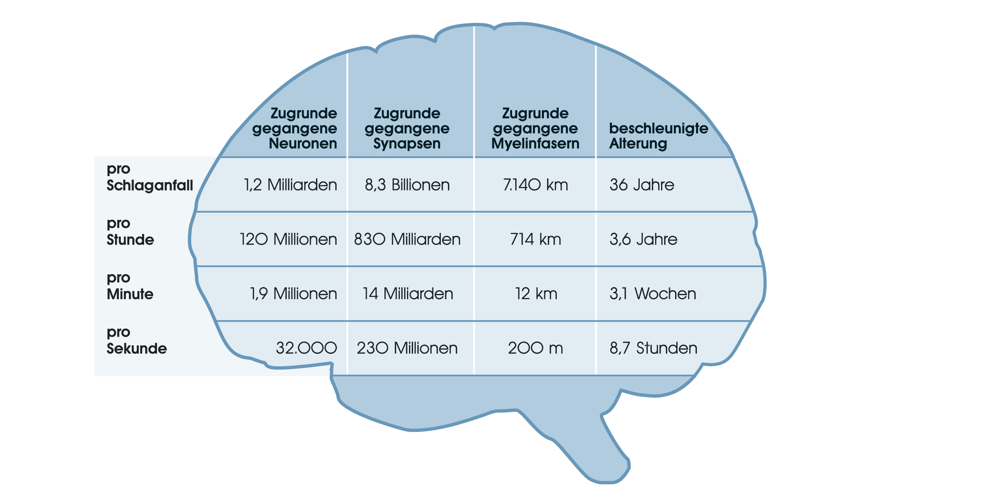 Zugrunde
gegangene
Neuronen
Zugrunde
gegangene
Synapsen
Zugrunde
gegangene
Myelinfasern
beschleunigte
Alterung
pro
Schlaganfall
1,2 Milliarden
8,3 Billionen
7.140 km
36 Jahre
pro
Stunde
120 Millionen
830 Milliarden
714 km
3,6 Jahre
pro
Minute
1,9 Millionen
14 Milliarden
12 km
3,1 Wochen
pro
Sekunde
32.000
230 Millionen
200 m
8,7 Stunden